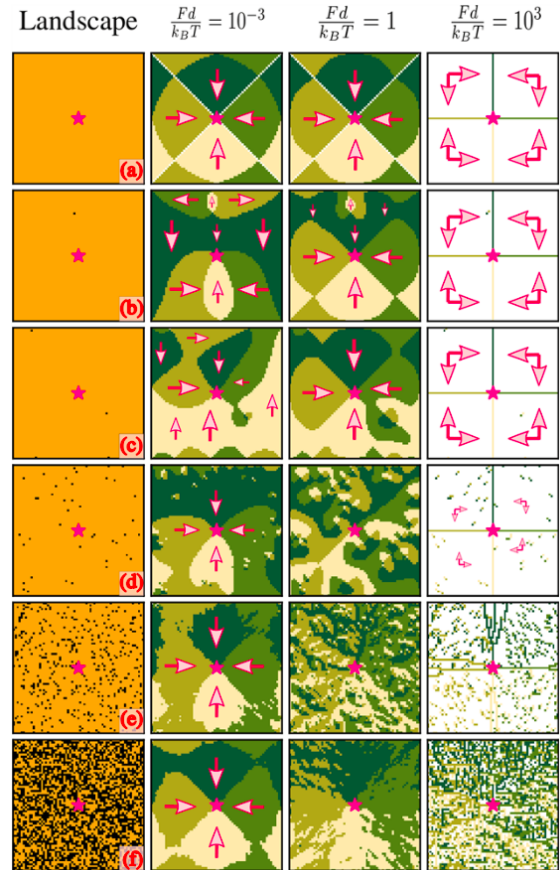 Landscape Fd/k_BT = 10^-3 Fd/k_BT = 1 Fd/k_BT = 10^3
(a)
(b)
(c)
(d)
(e)
(f)